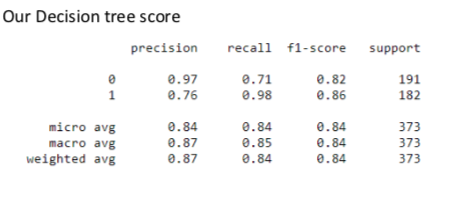 Our Decision tree score
precision recall f1-score support
0 0.97 0.71 0.82 191
1 0.76 0.98 0.86 182
micro avg 0.84 0.84 0.84 373
macro avg 0.87 0.85 0.84 373
weighted avg 0.87 0.84 0.84 373